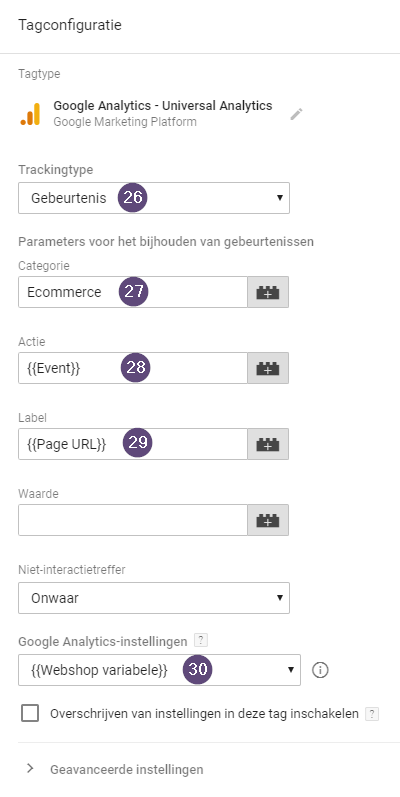 Tagconfiguratie
Tagtype
Google Analytics - Universal Analytics
Google Marketing Platform
Trackingtype
Gebeurtenis 26
Parameters voor het bijhouden van gebeurtenissen
Categorie
Ecommerce 27
Actie
{{Event}} 28
Label
{{Page URL}} 29
Waarde
Niet-interactietreffer
Onwaar
Google Analytics-instellingen ?
{{Webshop variabele}} 30
Overschrijven van instellingen in deze tag inschakelen ?
Geavanceerde instellingen